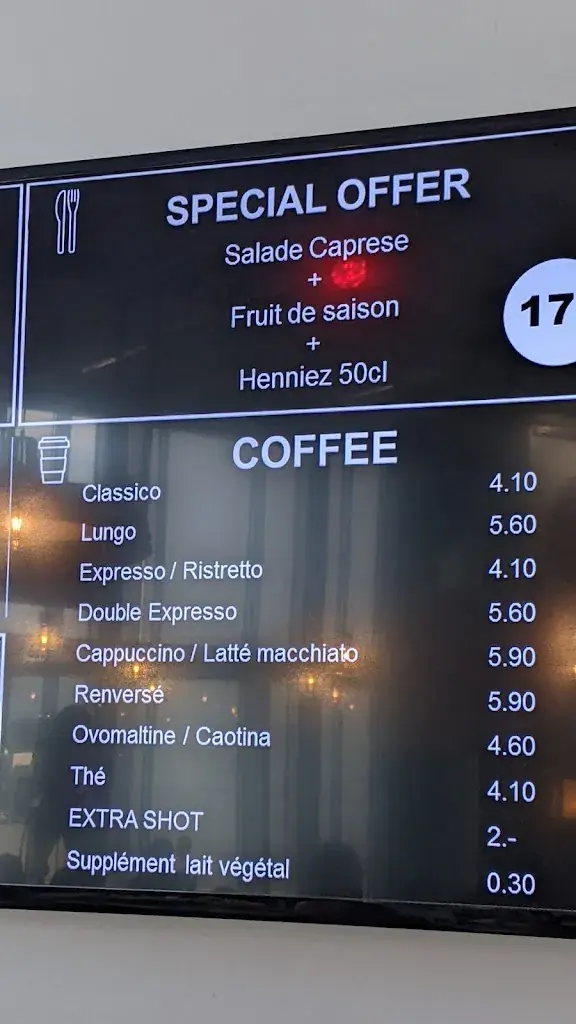 SPECIAL OFFER
Salade Caprese
+
Fruit de saison
+
Henniez 50cl
17
COFFEE
Classico 4.10
Lungo 5.60
Expresso / Ristretto 4.10
Double Expresso 5.60
Cappuccino / Latté macchiato 5.90
Renversé 5.90
Ovomaltine / Caotina 4.60
Thé 4.10
EXTRA SHOT 2.-
Supplément lait végétal 0.30